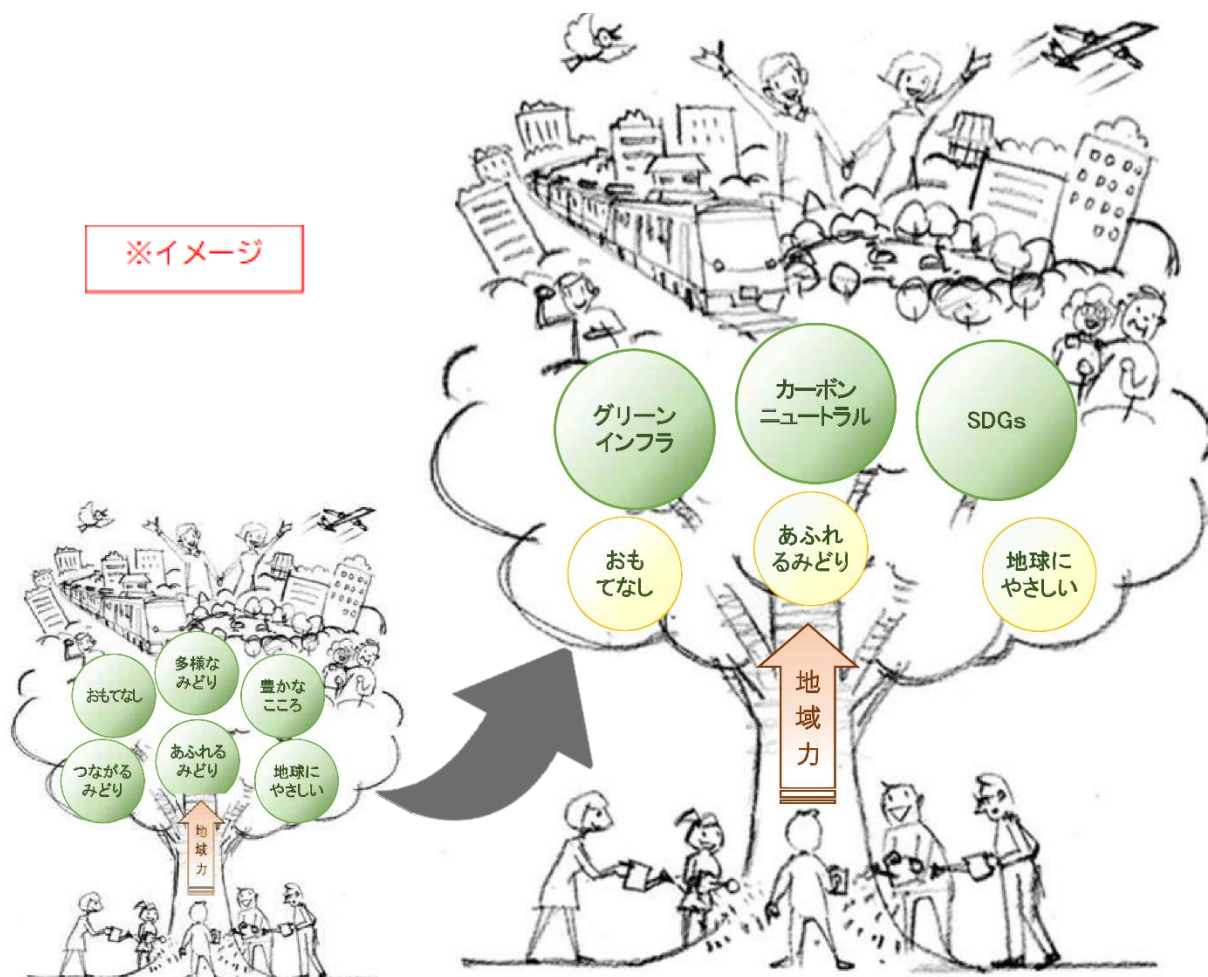 ※イメージ
グリーン
インフラ
カーボン
ニュートラル
SDGs
おも
てなし
あふれ
るみどり
地球に
やさしい
地域力
おもてなし
多様な
みどり
豊かな
こころ
つながる
みどり
あふれる
みどり
地球に
やさしい
地域力